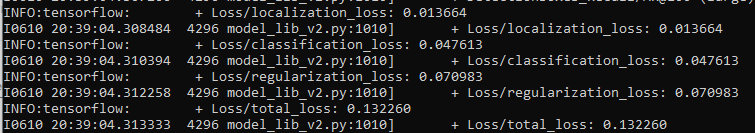 INFO:tensorflow:        + Loss/localization_loss: 0.013664
I0610 20:39:04.308484  4296 model_lib_v2.py:1010]        + Loss/localization_loss: 0.013664
INFO:tensorflow:        + Loss/classification_loss: 0.047613
I0610 20:39:04.310394  4296 model_lib_v2.py:1010]        + Loss/classification_loss: 0.047613
INFO:tensorflow:        + Loss/regularization_loss: 0.070983
I0610 20:39:04.312258  4296 model_lib_v2.py:1010]        + Loss/regularization_loss: 0.070983
INFO:tensorflow:        + Loss/total_loss: 0.132260
I0610 20:39:04.313333  4296 model_lib_v2.py:1010]        + Loss/total_loss: 0.132260